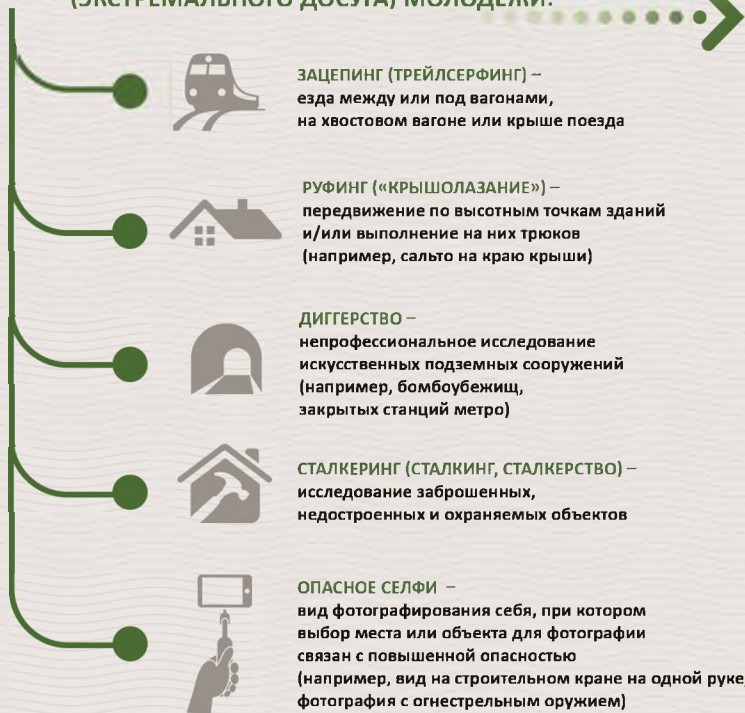 (ЭКСТРЕМАЛЬНОГО ДОСУГА) МОЛОДЕЖИ:
ЗАЦЕПИНГ (ТРЕЙЛСЕРФИНГ) –
езда между или под вагонами,
на хвостовом вагоне или крыше поезда
РУФИНГ («КРЫШОЛАЗАНИЕ») –
передвижение по высотным точкам зданий
и/или выполнение на них трюков
(например, сальто на краю крыши)
ДИГГЕРСТВО –
непрофессиональное исследование
искусственных подземных сооружений
(например, бомбоубежищ,
закрытых станций метро)
СТАЛКЕРИНГ (СТАЛКИНГ, СТАЛКЕРСТВО) –
исследование заброшенных,
недостроенных и охраняемых объектов
ОПАСНОЕ СЕЛФИ –
вид фотографирования себя, при котором
выбор места или объекта для фотографии
связан с повышенной опасностью
(например, вид на строительном кране на одной руке,
фотография с огнестрельным оружием)